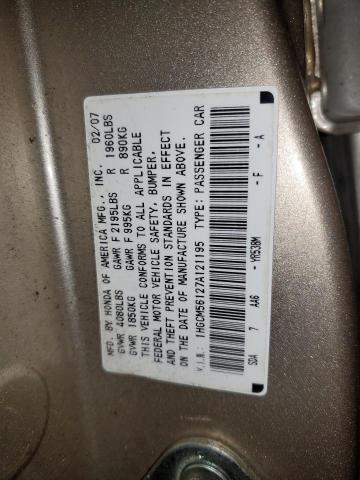 MFD. BY HONDA OF AMERICA MFG., INC. 02/07
GVWR 4080LBS GAWR F 2195LBS R 1960LBS
GVWR 1850KG GAWR F 995KG R 890KG
THIS VEHICLE CONFORMS TO ALL APPLICABLE
FEDERAL MOTOR VEHICLE SAFETY, BUMPER,
AND THEFT PREVENTION STANDARDS IN EFFECT
ON THE DATE OF MANUFACTURE SHOWN ABOVE.
V.I.N.: 1HGCM56127A121195 TYPE: PASSENGER CAR
SDA 7 AA6 - YR538M - F - A